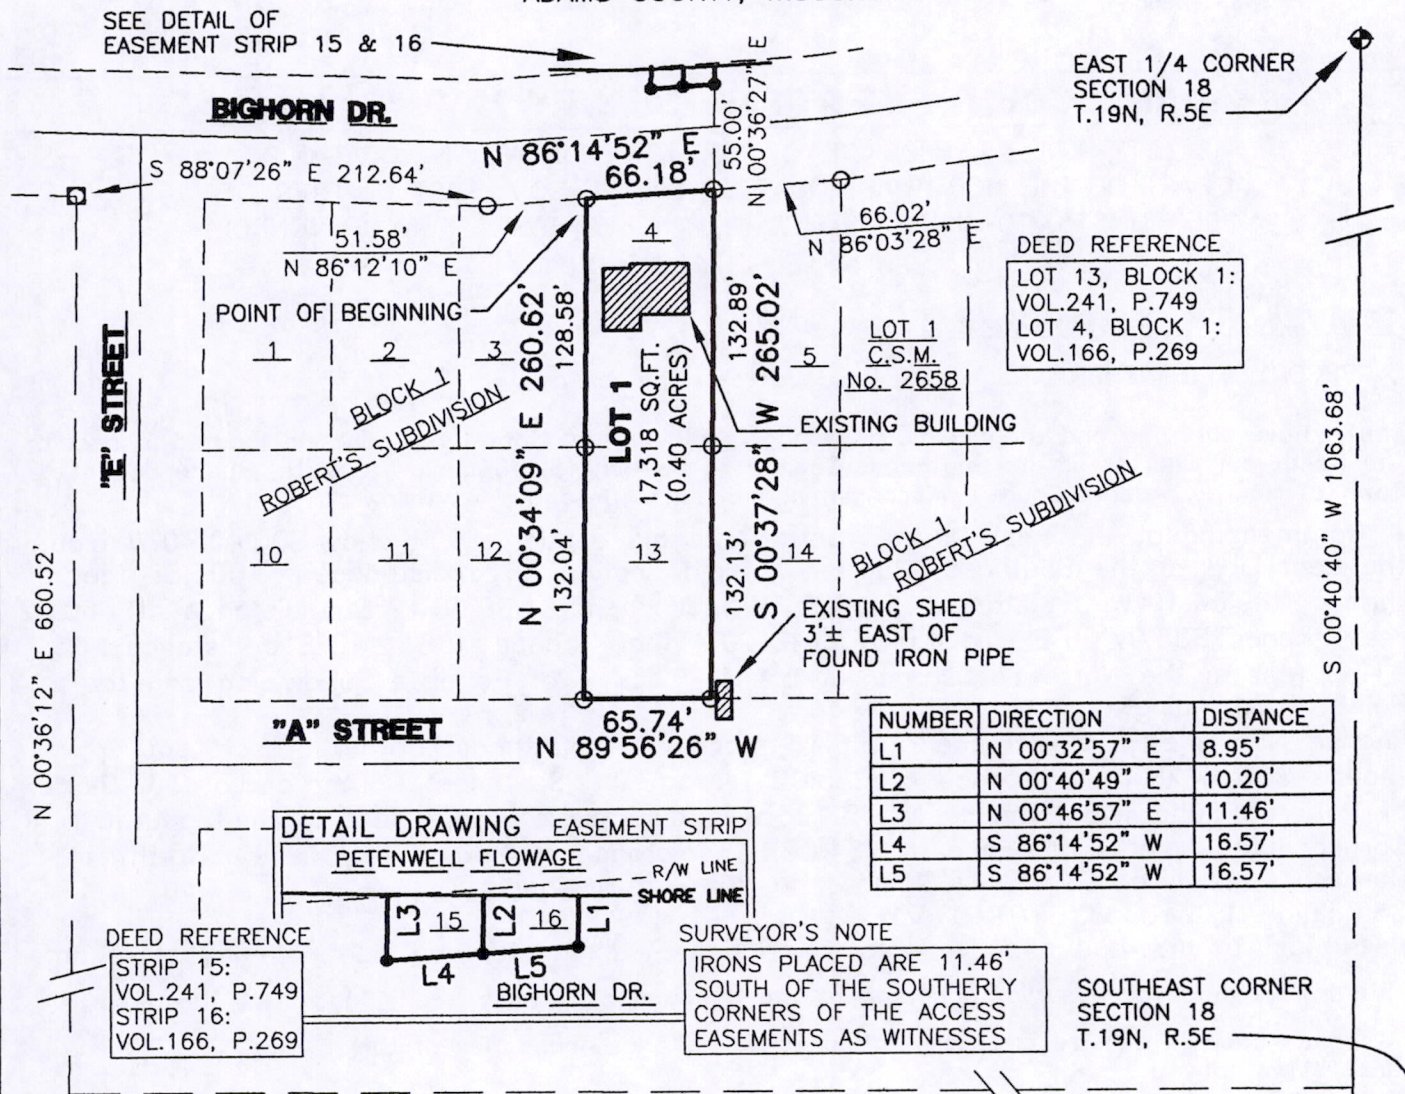 SEE DETAIL OF
EASEMENT STRIP 15 & 16
EAST 1/4 CORNER
SECTION 18
T.19N, R.5E
BIGHORN DR.
N 86°14'52" E
66.18'
55.00'
N 00°36'27" E
S 88°07'26" E 212.64'
51.58'
N 86°12'10" E
66.02'
N 86°03'28" E
DEED REFERENCE
LOT 13, BLOCK 1:
VOL.241, P.749
LOT 4, BLOCK 1:
VOL.166, P.269
POINT OF BEGINNING
"E" STREET
1
2
3
4
5
LOT 1
C.S.M.
No. 2658
BLOCK 1
ROBERT'S SUBDIVISION
N 00°34'09" E 260.62'
128.58'
132.04'
LOT 1
17,318 SQ.FT.
(0.40 ACRES)
132.89'
132.13'
S 00°37'28" W 265.02'
EXISTING BUILDING
10
11
12
13
14
BLOCK 1
ROBERT'S SUBDIVISION
EXISTING SHED
3'± EAST OF
FOUND IRON PIPE
N 00°36'12" E 660.52'
S 00°40'40" W 1063.68'
"A" STREET
65.74'
N 89°56'26" W
NUMBER DIRECTION DISTANCE
L1 N 00°32'57" E 8.95'
L2 N 00°40'49" E 10.20'
L3 N 00°46'57" E 11.46'
L4 S 86°14'52" W 16.57'
L5 S 86°14'52" W 16.57'
DETAIL DRAWING EASEMENT STRIP
PETENWELL FLOWAGE
R/W LINE
SHORE LINE
L3 15 L2 16 L1
L4 L5
BIGHORN DR.
DEED REFERENCE
STRIP 15:
VOL.241, P.749
STRIP 16:
VOL.166, P.269
SURVEYOR'S NOTE
IRONS PLACED ARE 11.46'
SOUTH OF THE SOUTHERLY
CORNERS OF THE ACCESS
EASEMENTS AS WITNESSES
SOUTHEAST CORNER
SECTION 18
T.19N, R.5E